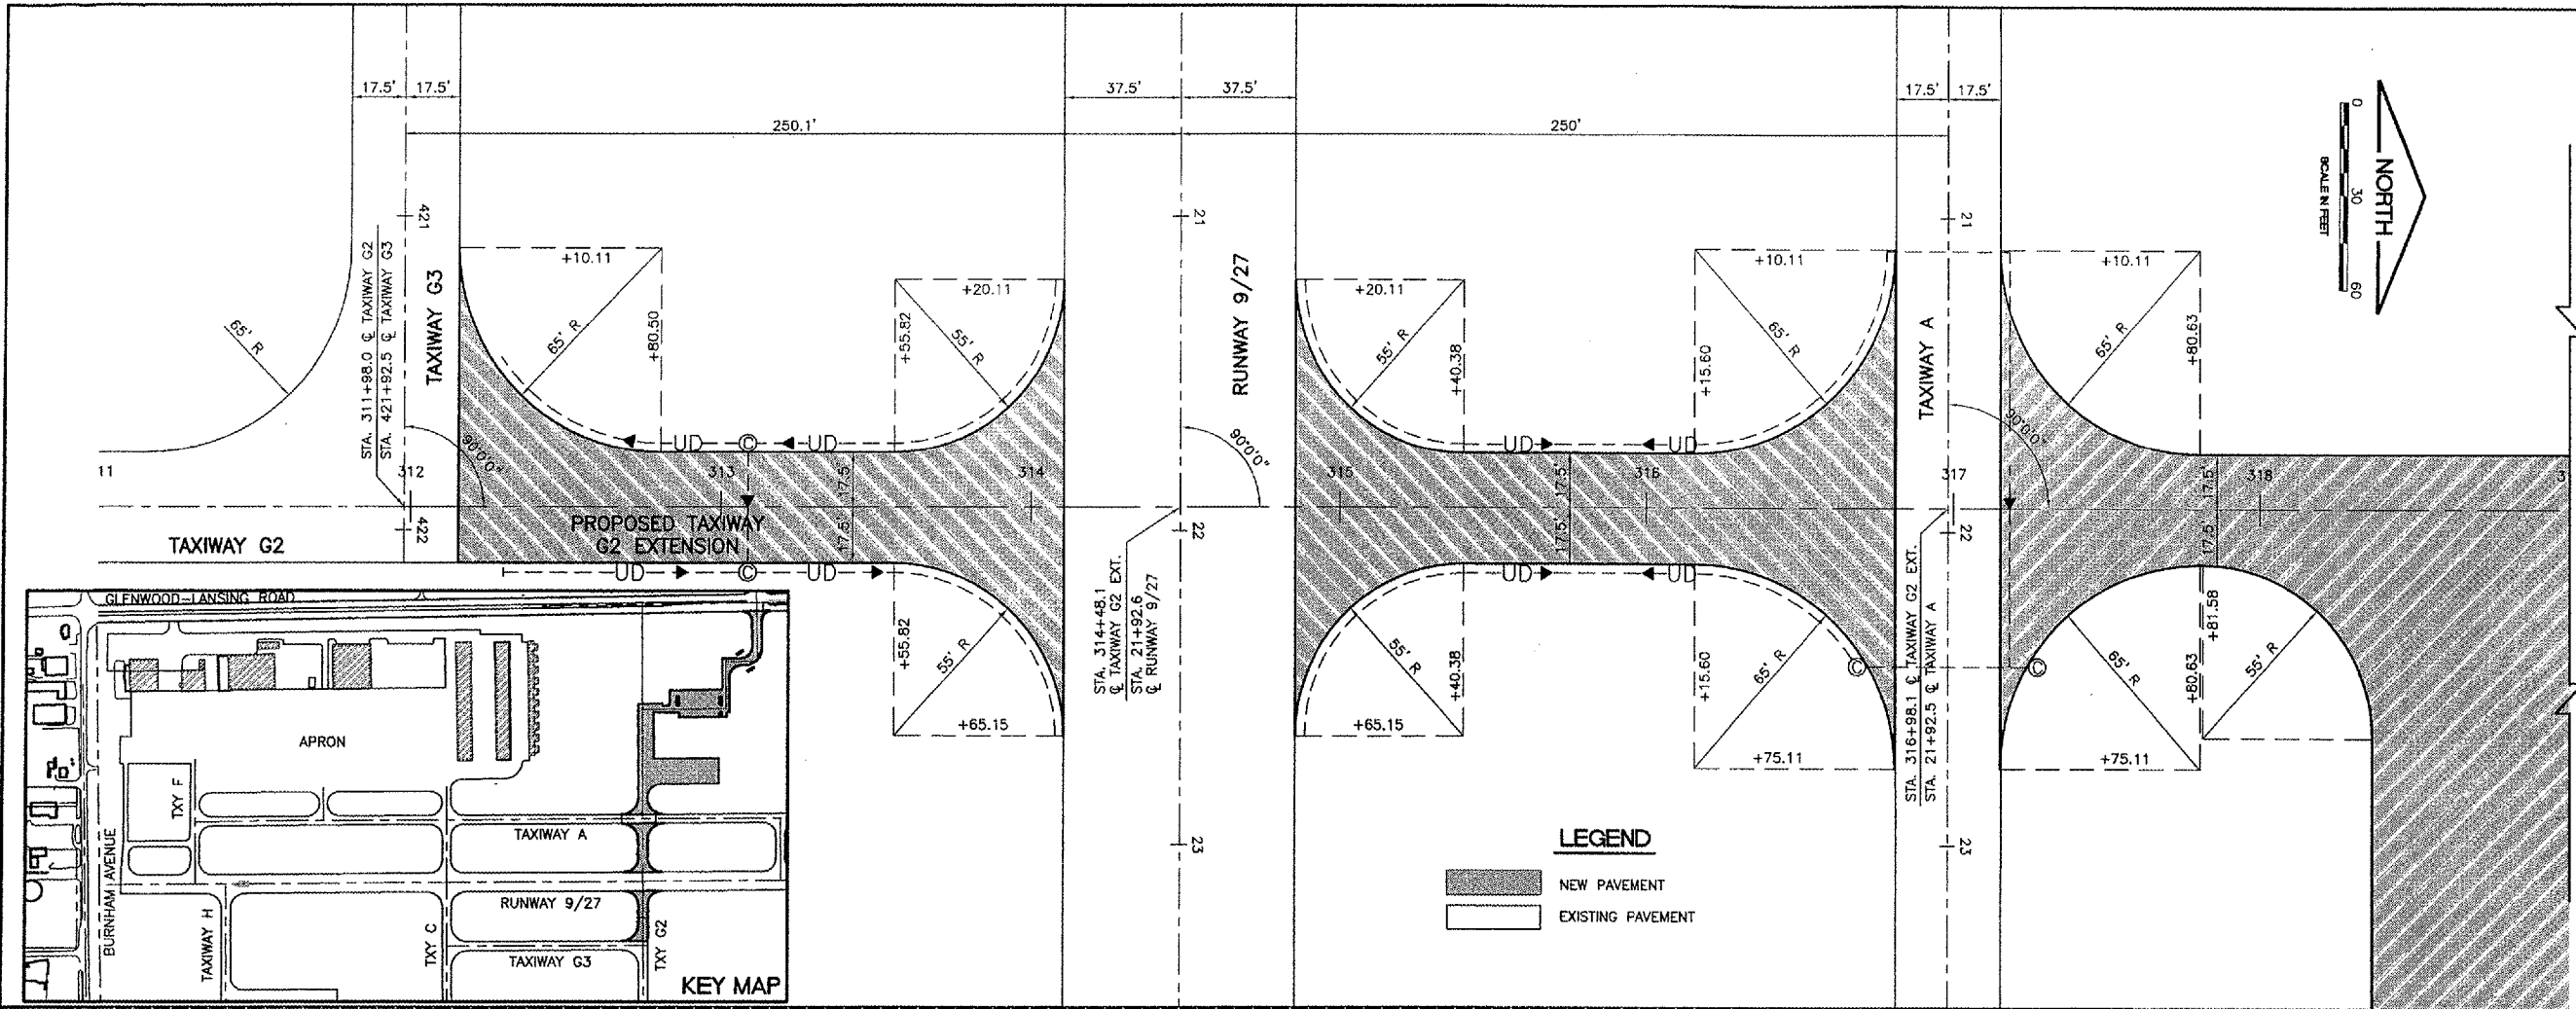 17.5' 17.5'
37.5' 37.5'
17.5' 17.5'
250.1'
250'
NORTH
0 30 60
SCALE IN FEET
421
21
21
STA. 311+98.0 ℄ TAXIWAY G2
STA. 421+92.5 ℄ TAXIWAY G3
TAXIWAY G3
RUNWAY 9/27
TAXIWAY A
+10.11
+20.11
+20.11
+10.11
+10.11
65' R
65' R
+80.50
+55.82
55' R
55' R
+40.38
+15.60
65' R
65' R
+80.63
90°0'0"
90°0'0"
90°0'0"
UD C UD
UD UD
11
312
313
314
315
316
317
318
3
17.5'
17.5'
17.5'
17.5'
17.5'
17.5'
422
22
22
PROPOSED TAXIWAY
G2 EXTENSION
TAXIWAY G2
UD C UD
UD UD
+55.82
55' R
+65.15
STA. 314+48.1
℄ TAXIWAY G2 EXT.
STA. 21+92.6
℄ RUNWAY 9/27
55' R
+40.38
+65.15
+15.60
65' R
+75.11
C
C
STA. 316+98.1 ℄ TAXIWAY G2 EXT.
STA. 21+92.5 ℄ TAXIWAY A
65' R
+80.63
+81.58
55' R
+75.11
23
23
GLENWOOD-LANSING ROAD
APRON
TXY F
BURNHAM AVENUE
TAXIWAY A
RUNWAY 9/27
TAXIWAY H
TXY C
TAXIWAY G3
TXY G2
KEY MAP
LEGEND
NEW PAVEMENT
EXISTING PAVEMENT